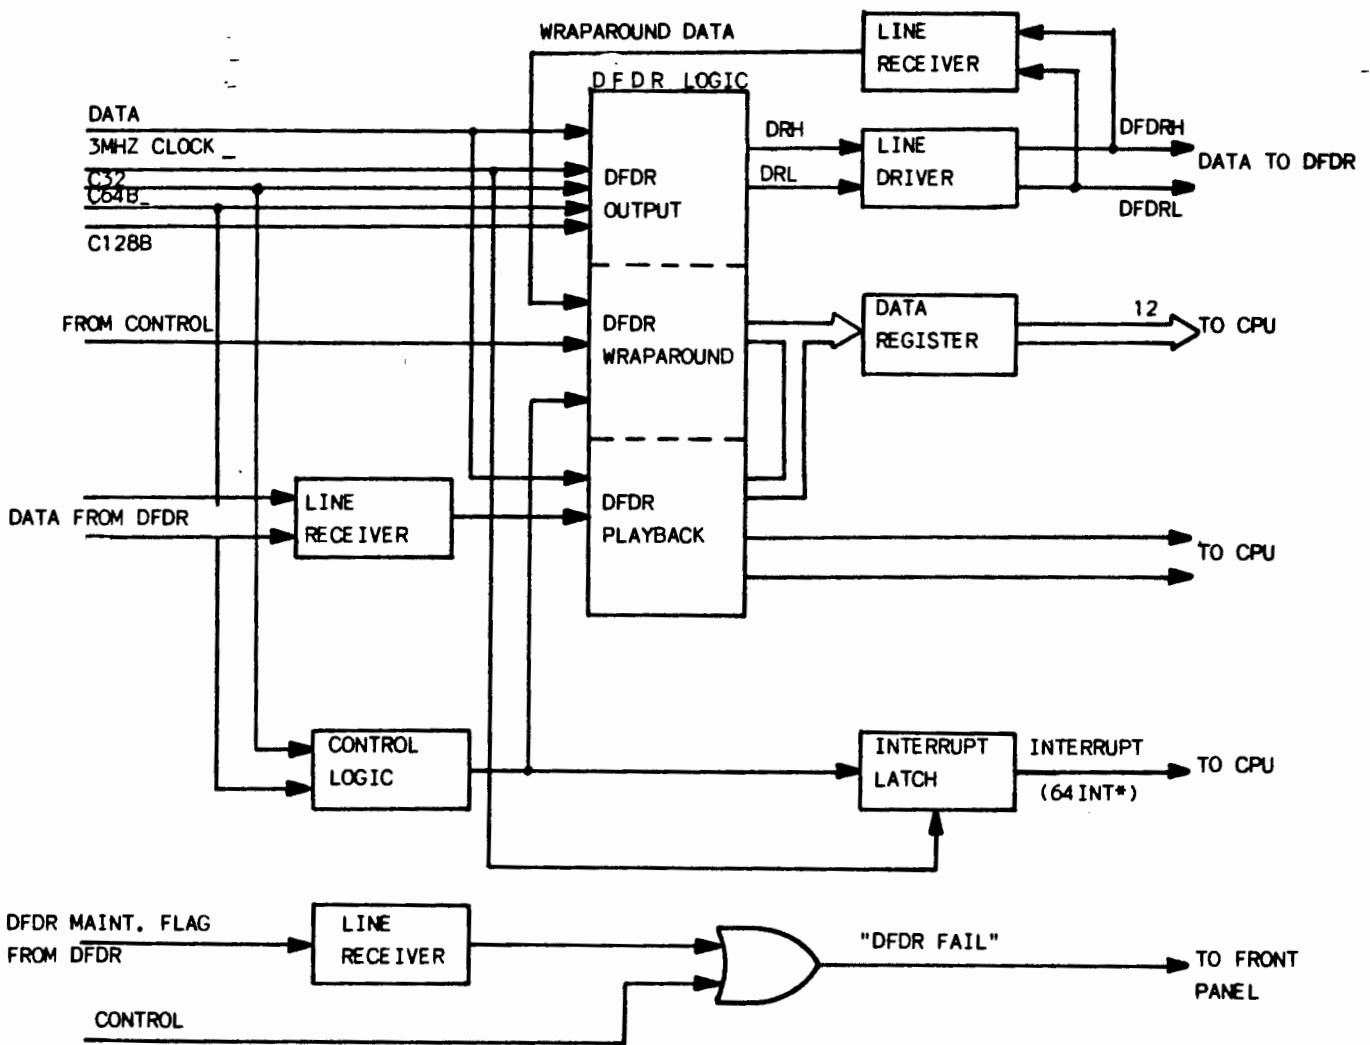 WRAPAROUND DATA
LINE
RECEIVER
DFDR LOGIC
DATA
3MHZ CLOCK
C32
C64B
C128B
DFDR
OUTPUT
DRH
DRL
LINE
DRIVER
DFDRH
DATA TO DFDR
DFDRL
FROM CONTROL
DFDR
WRAPAROUND
DATA
REGISTER
12
TO CPU
DATA FROM DFDR
LINE
RECEIVER
DFDR
PLAYBACK
TO CPU
CONTROL
LOGIC
INTERRUPT
LATCH
INTERRUPT
(64INT*)
TO CPU
DFDR MAINT. FLAG
FROM DFDR
LINE
RECEIVER
"DFDR FAIL"
TO FRONT
PANEL
CONTROL